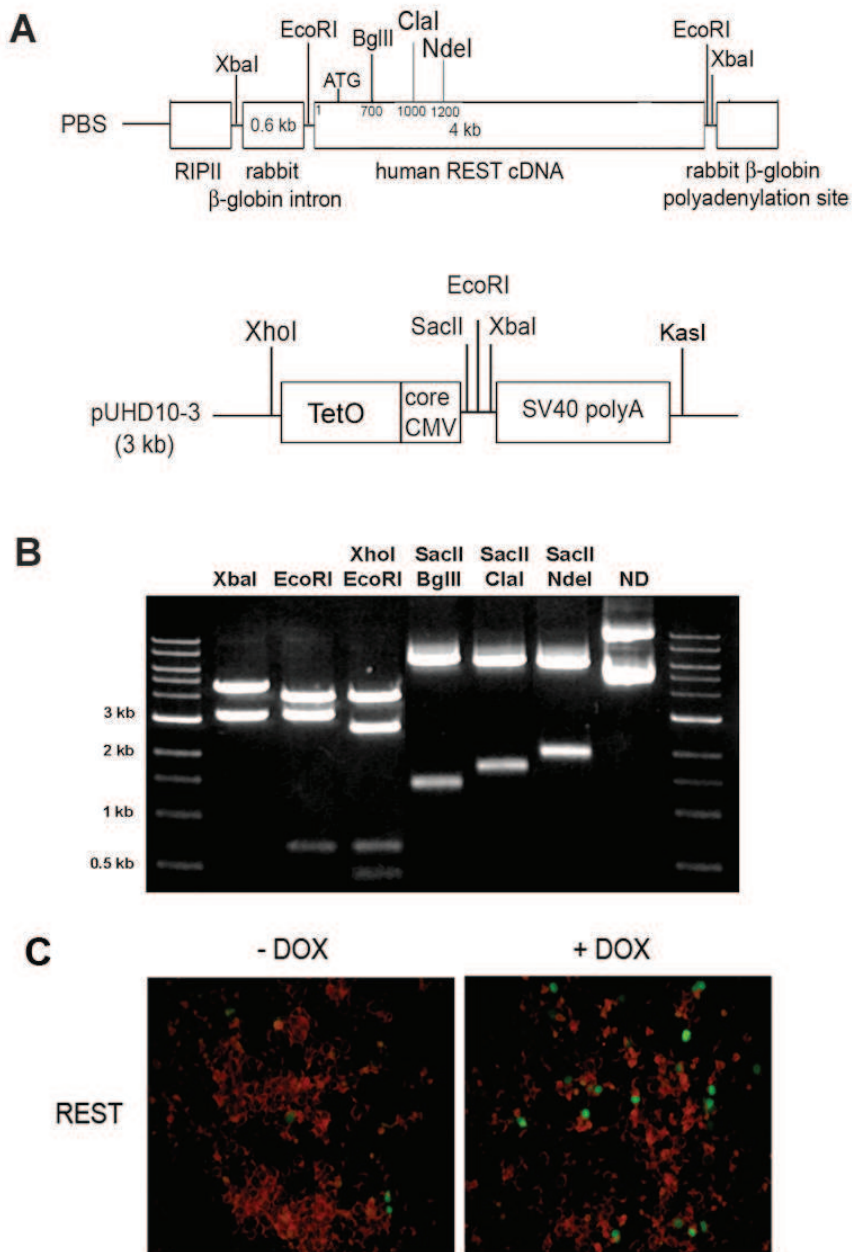 A
EcoRI
XbaI
ATG
BglII
ClaI
NdeI
EcoRI
XbaI
PBS
0.6 kb
1
700
1000
1200
4 kb
RIPII
rabbit
β-globin intron
human REST cDNA
rabbit β-globin
polyadenylation site
EcoRI
XhoI
SacII
XbaI
KasI
pUHD10-3
(3 kb)
TetO
core
CMV
SV40 polyA
B
XhoI SacII SacII SacII
XbaI EcoRI EcoRI BglII ClaI NdeI ND
3 kb
2 kb
1 kb
0.5 kb
C
- DOX
+ DOX
REST